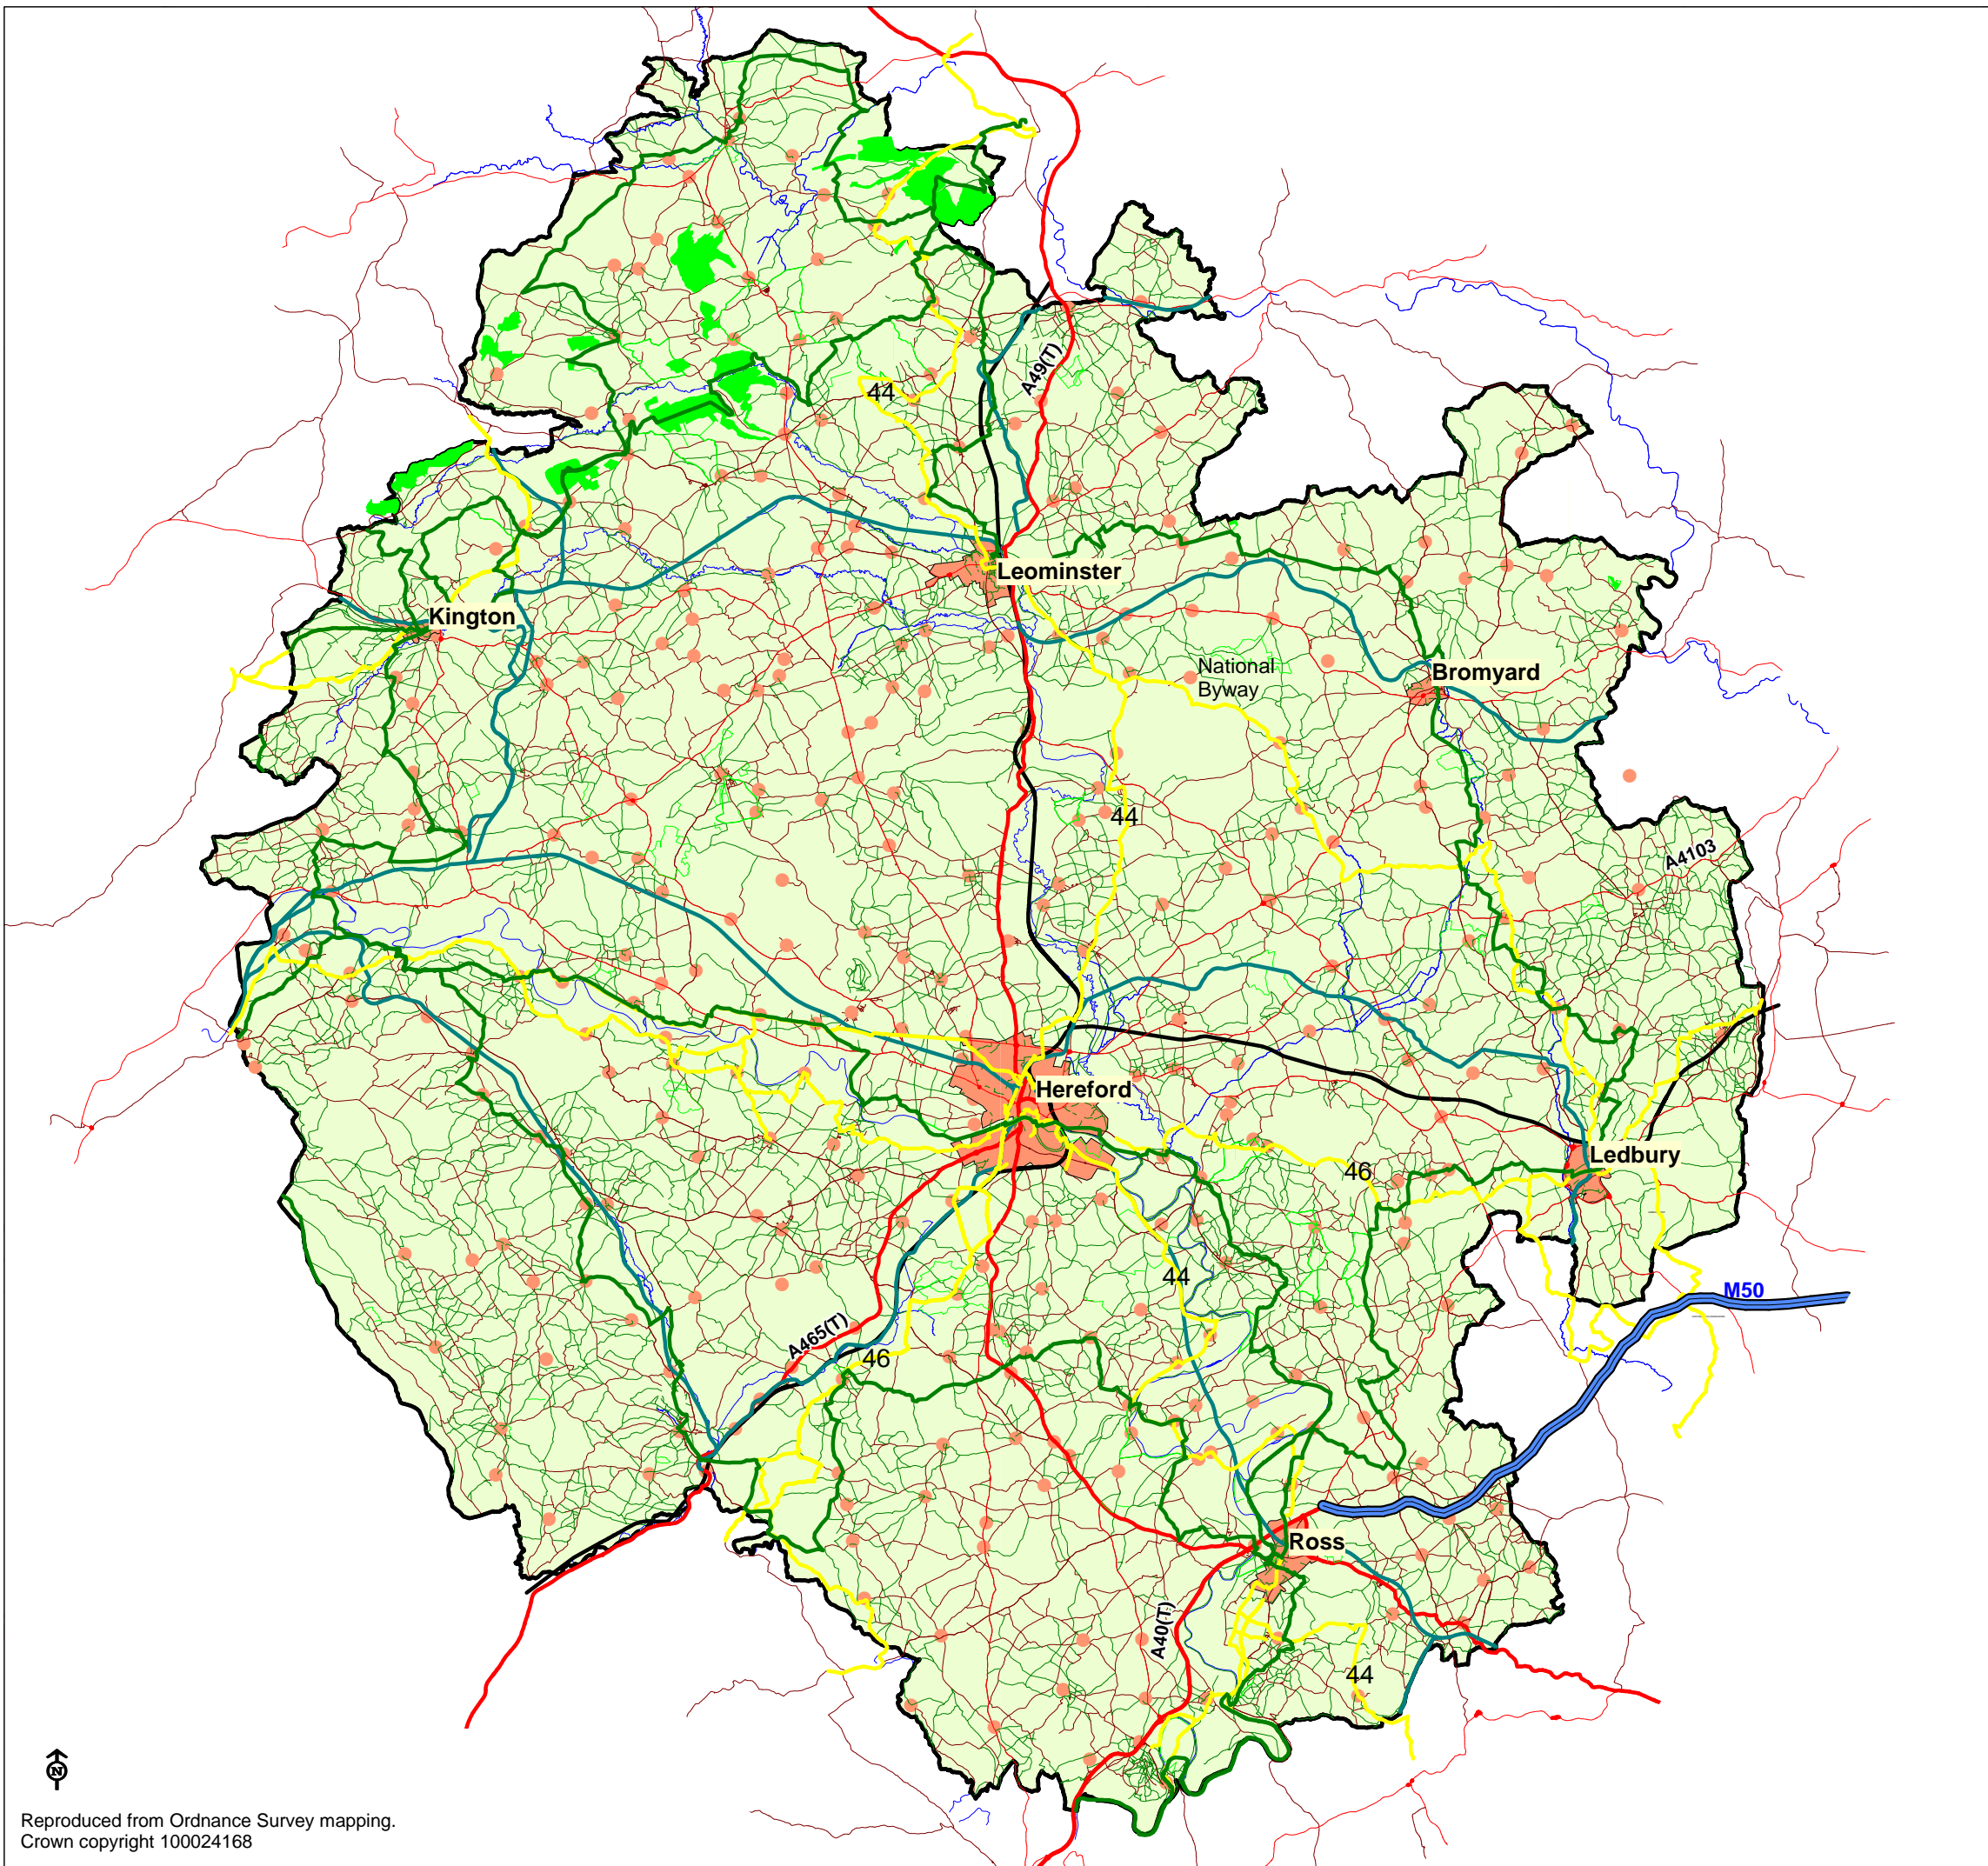 44
A49(T)
Leominster
Kington
National
Byway
Bromyard
44
A4103
Hereford
Ledbury
46
44
M50
A465(T)
46
Ross
A40(T)
44
N
Reproduced from Ordnance Survey mapping.
Crown copyright 100024168